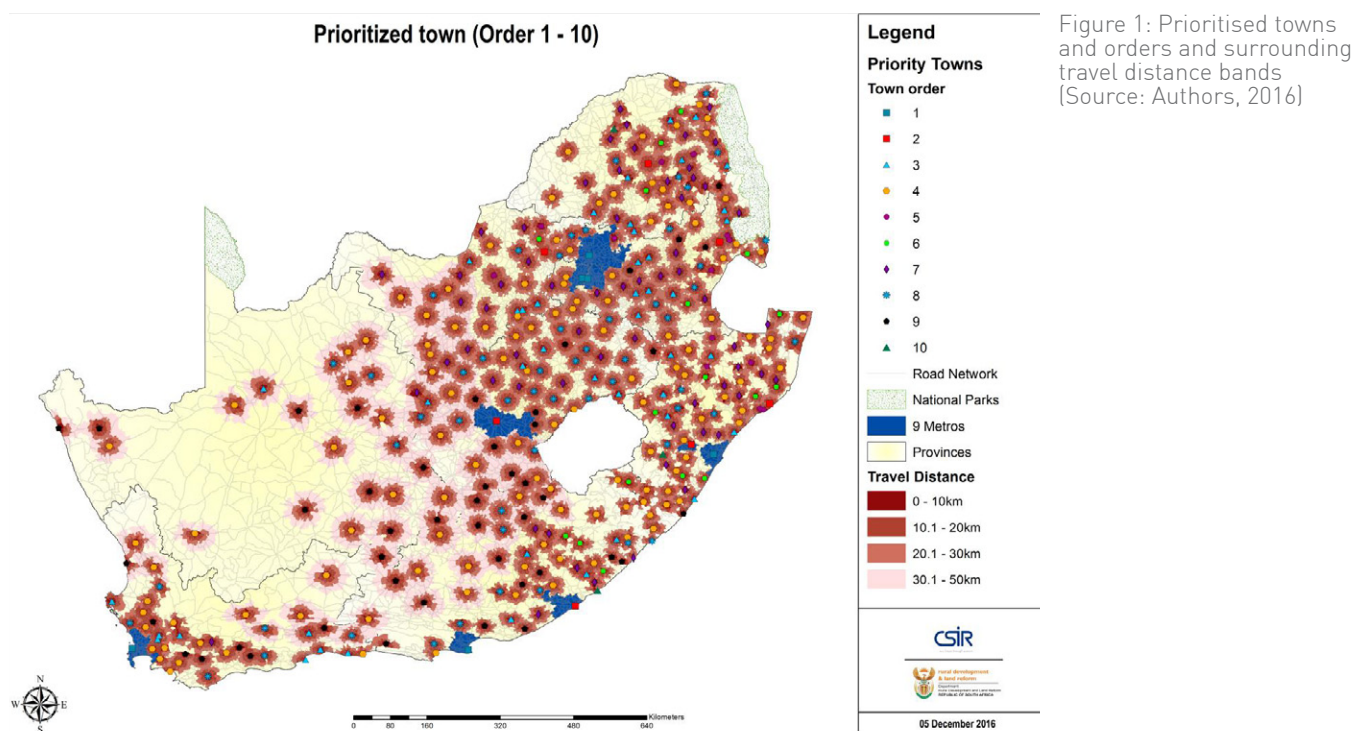 Prioritized town (Order 1 - 10)
Legend
Priority Towns
Town order
1
2
3
4
5
6
7
8
9
10
Road Network
National Parks
9 Metros
Provinces
Travel Distance
0 - 10km
10.1 - 20km
20.1 - 30km
30.1 - 50km
CSIR
rural development
& land reform
Department:
Rural Development and Land Reform
REPUBLIC OF SOUTH AFRICA
05 December 2016
N
W E
S
Kilometers
0 80 160 320 480 640
Figure 1: Prioritised towns
and orders and surrounding
travel distance bands
(Source: Authors, 2016)